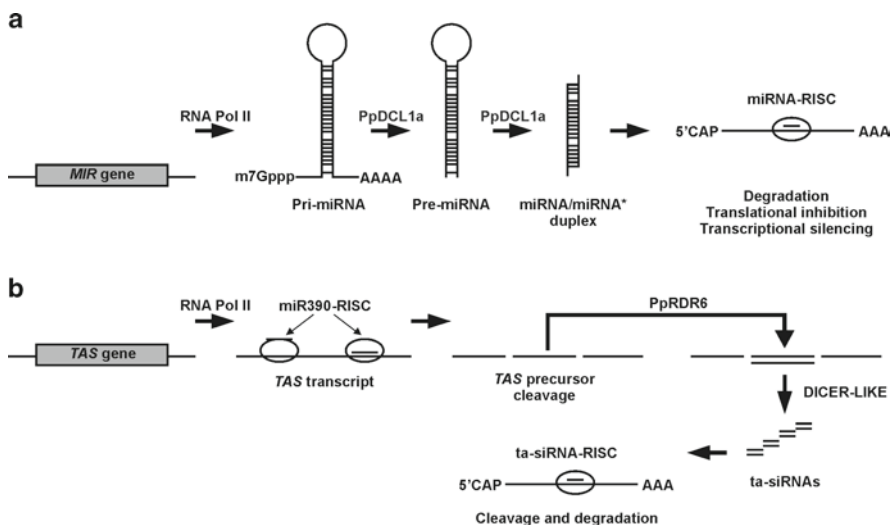 a
RNA Pol II
PpDCL1a
PpDCL1a
miRNA-RISC
5'CAP
AAA
MIR gene
m7Gppp
AAAA
Pri-miRNA
Pre-miRNA
miRNA/miRNA*
duplex
Degradation
Translational inhibition
Transcriptional silencing
b
RNA Pol II
miR390-RISC
PpRDR6
TAS gene
TAS transcript
TAS precursor
cleavage
DICER-LIKE
ta-siRNAs
ta-siRNA-RISC
5'CAP
AAA
Cleavage and degradation